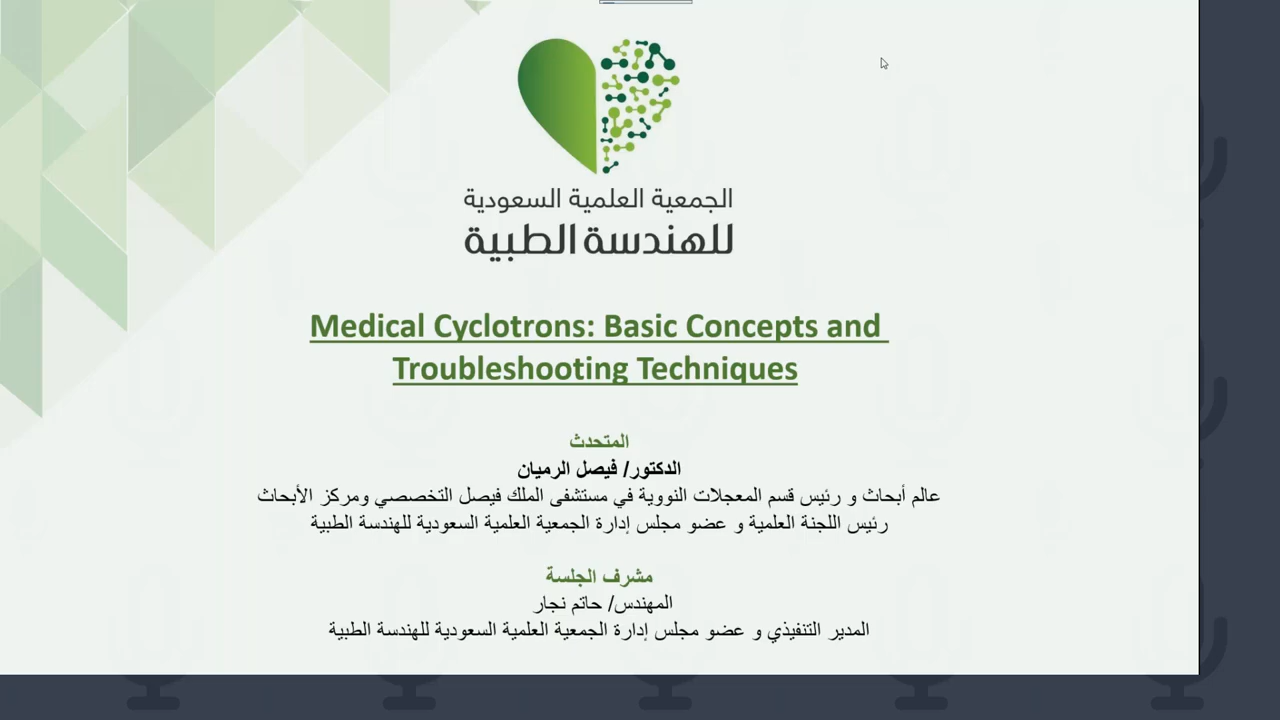 الجمعية العلمية السعودية
للهندسة الطبية
Medical Cyclotrons: Basic Concepts and
Troubleshooting Techniques
المتحدث
الدكتور/ فيصل الرميان
عالم أبحاث و رئيس قسم المعجلات النووية في مستشفى الملك فيصل التخصصي ومركز الأبحاث
رئيس اللجنة العلمية و عضو مجلس إدارة الجمعية العلمية السعودية للهندسة الطبية
مشرف الجلسة
المهندس/ حاتم نجار
المدير التنفيذي و عضو مجلس إدارة الجمعية العلمية السعودية للهندسة الطبية